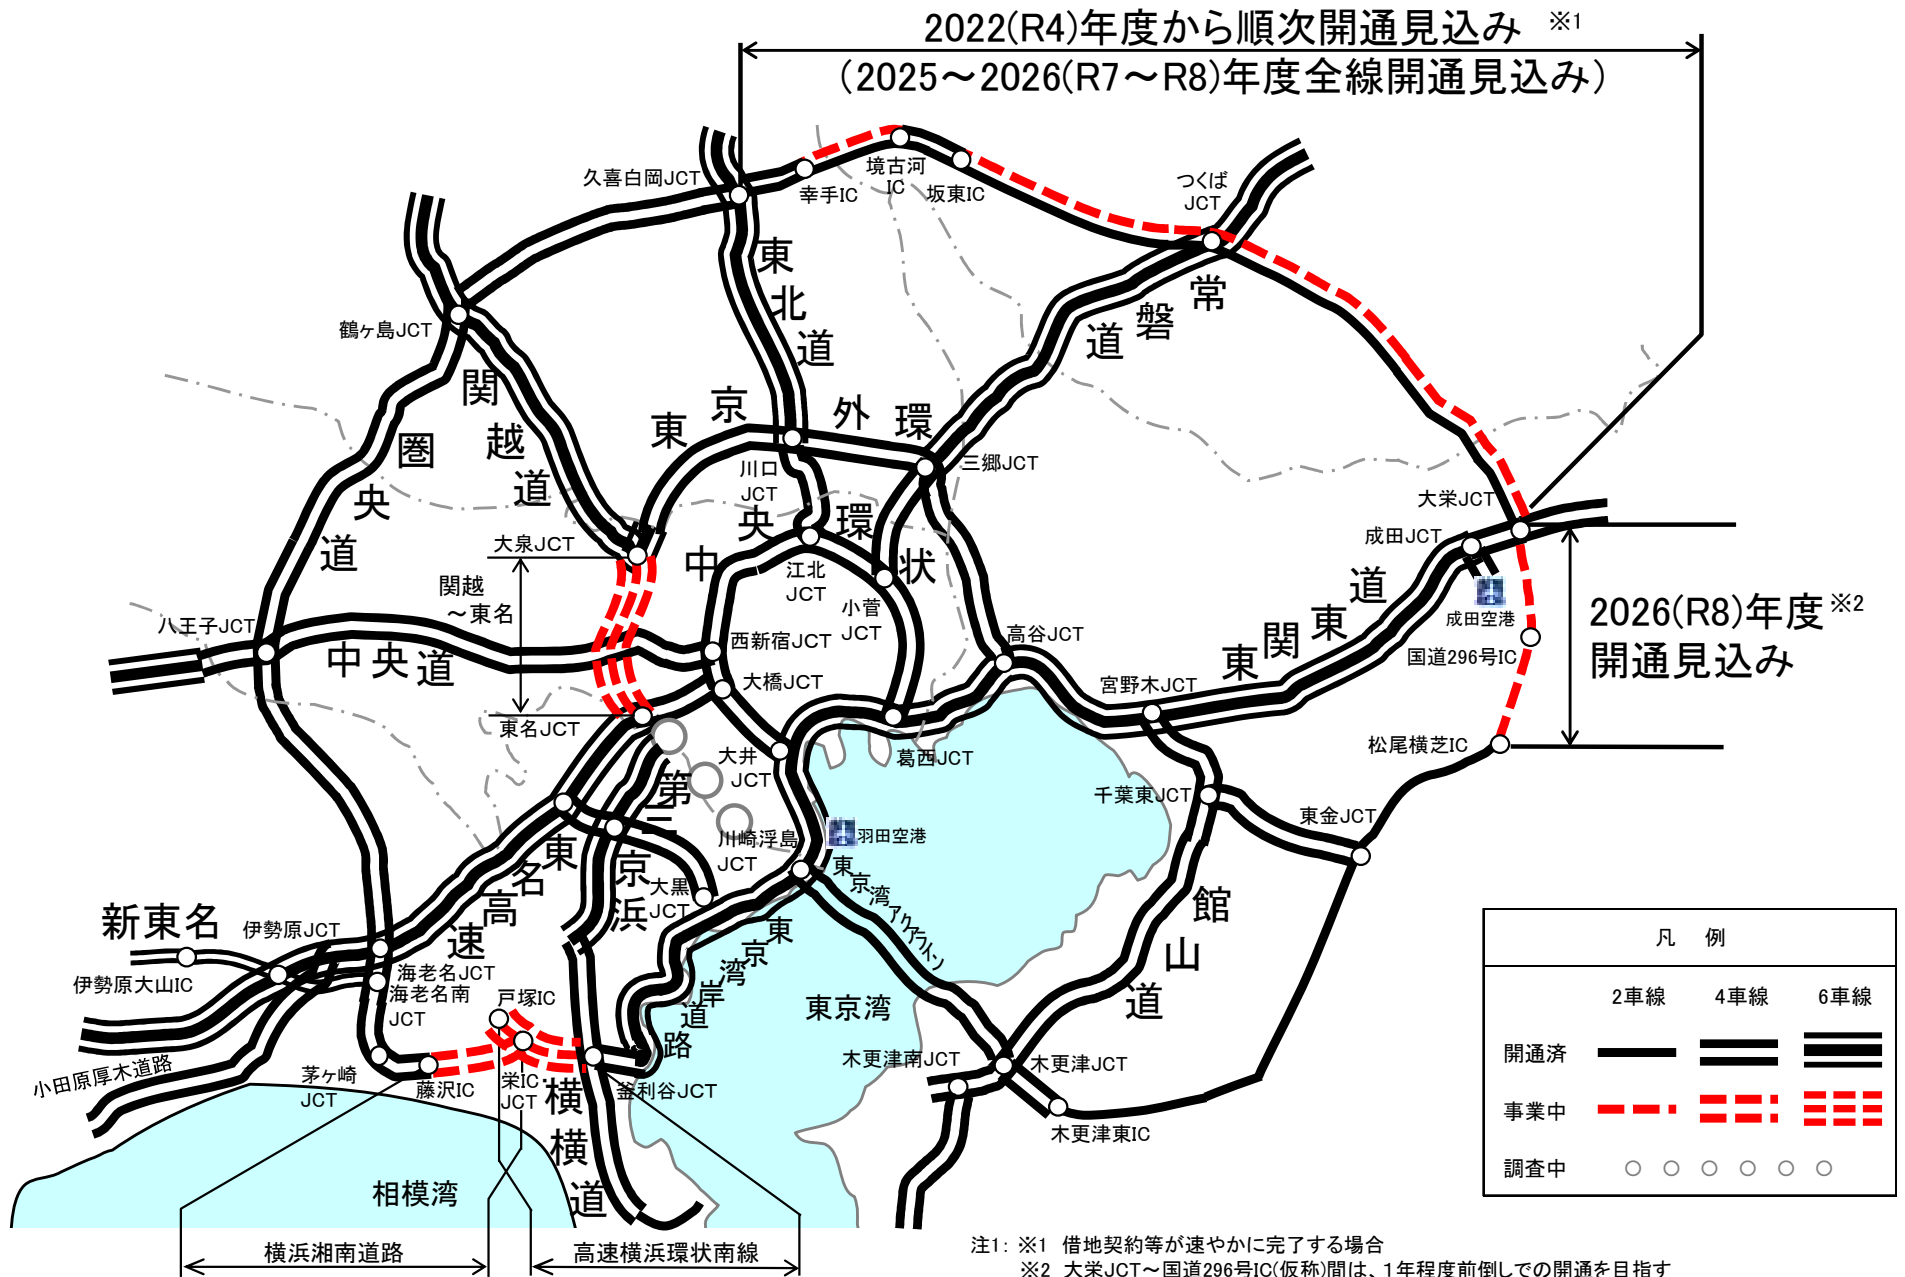 2022(R4)年度から順次開通見込み ※1
（2025～2026(R7～R8)年度全線開通見込み）
久喜白岡JCT
幸手IC
境古河
IC
坂東IC
つくば
JCT
東北道
常磐道
鶴ヶ島JCT
関越道
圏央道
東京外環
川口
JCT
三郷JCT
大栄JCT
成田JCT
成田空港
大泉JCT
関越
～東名
中央環状
江北
JCT
小菅
JCT
東関東道
2026(R8)年度※2
開通見込み
国道296号IC
八王子JCT
中央道
西新宿JCT
大橋JCT
高谷JCT
宮野木JCT
東名JCT
大井
JCT
葛西JCT
松尾横芝IC
千葉東JCT
東金JCT
第三京浜
川崎浮島
JCT
羽田空港
東名高速
大黒
JCT
東京湾アクアライン
東京湾岸道路
館山道
新東名
伊勢原JCT
伊勢原大山IC
海老名JCT
海老名南
JCT
戸塚IC
東京湾
小田原厚木道路
茅ヶ崎
JCT
藤沢IC
栄IC・
JCT
釜利谷JCT
木更津南JCT
木更津JCT
木更津東IC
横横道
相模湾
横浜湘南道路
高速横浜環状南線
凡 例
2車線 4車線 6車線
開通済
事業中
調査中
注1： ※1 借地契約等が速やかに完了する場合
※2 大栄JCT～国道296号IC(仮称)間は、1年程度前倒しでの開通を目指す